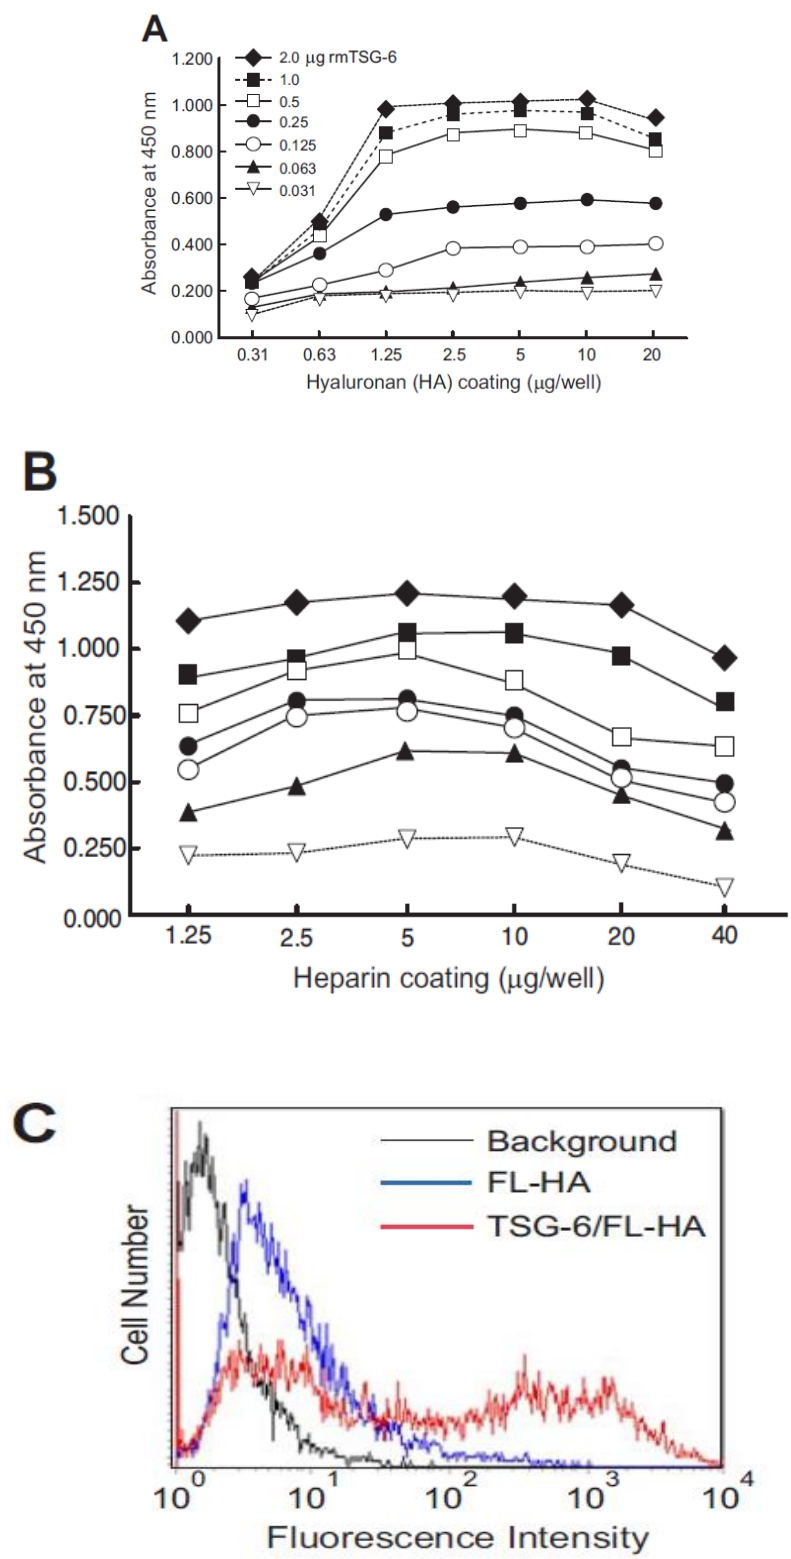 A
1.200
1.000
0.800
0.600
0.400
0.200
0.000
Absorbance at 450 nm
2.0 μg rmTSG-6
1.0
0.5
0.25
0.125
0.063
0.031
0.31 0.63 1.25 2.5 5 10 20
Hyaluronan (HA) coating (μg/well)
B
1.500
1.250
1.000
0.750
0.500
0.250
0.000
Absorbance at 450 nm
1.25 2.5 5 10 20 40
Heparin coating (μg/well)
C
Background
FL-HA
TSG-6/FL-HA
Cell Number
10⁰ 10¹ 10² 10³ 10⁴
Fluorescence Intensity